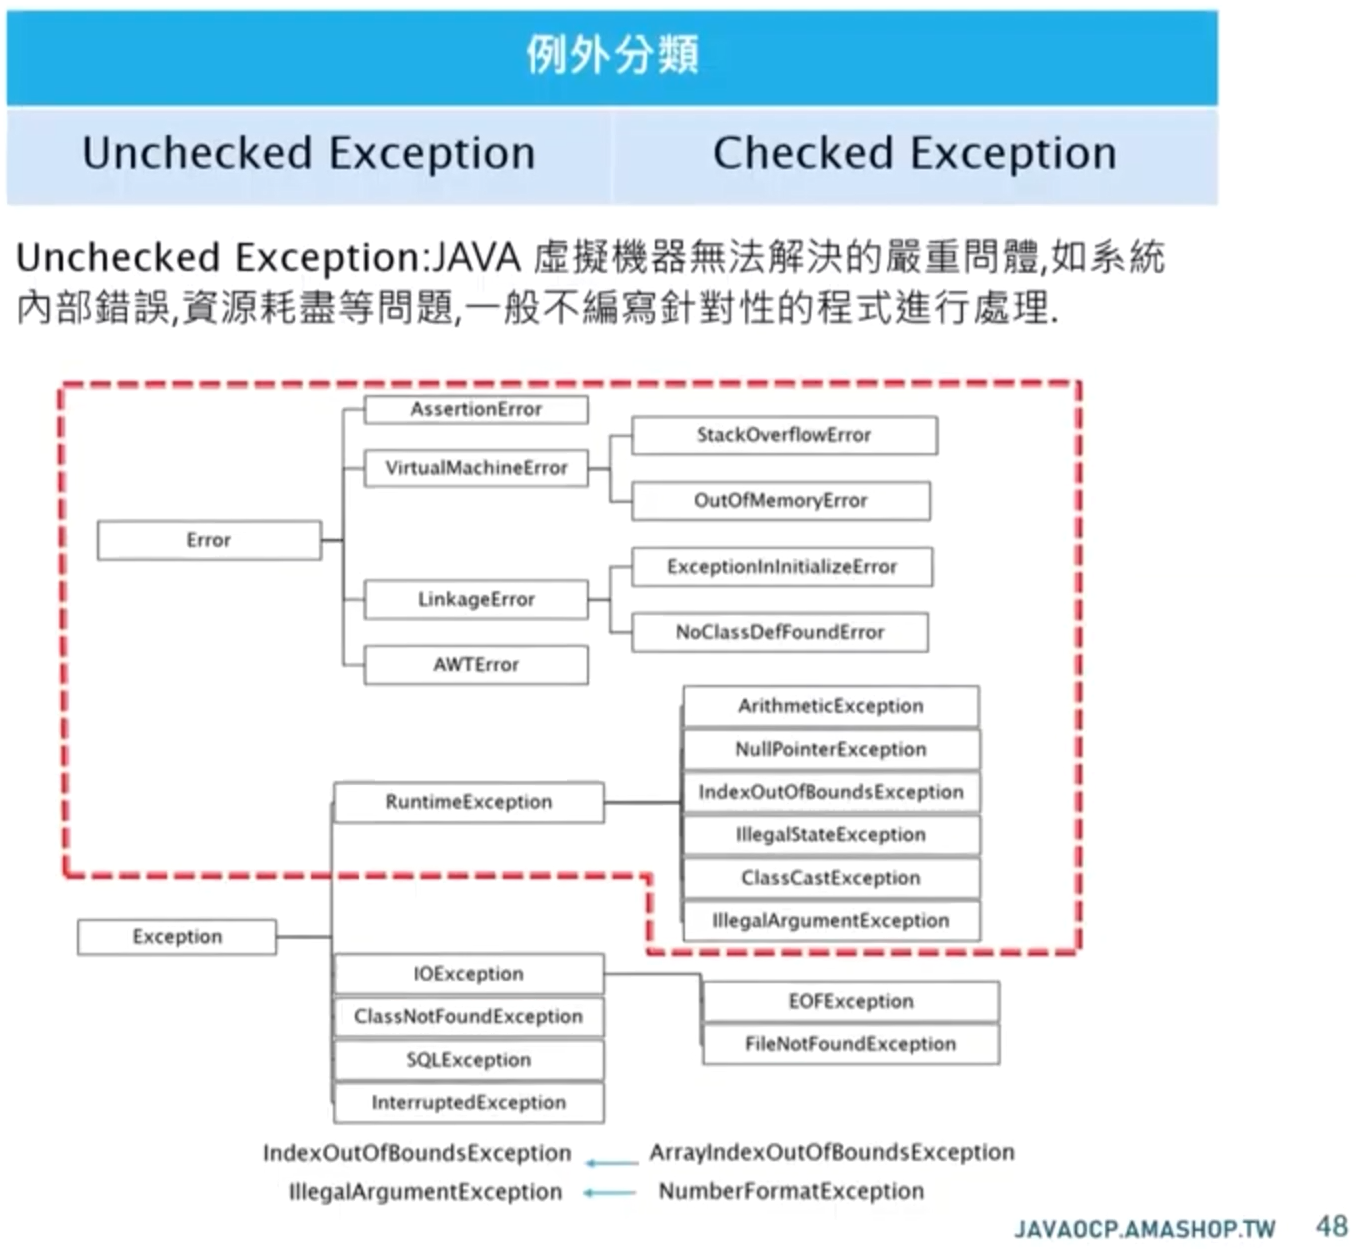 例外分類
Unchecked Exception
Checked Exception
Unchecked Exception:JAVA 虛擬機器無法解決的嚴重問體,如系統
內部錯誤,資源耗盡等問題,一般不編寫針對性的程式進行處理.
AssertionError
StackOverflowError
VirtualMachineError
OutOfMemoryError
Error
ExceptionInInitializeError
LinkageError
NoClassDefFoundError
AWTError
ArithmeticException
NullPointerException
IndexOutOfBoundsException
RuntimeException
IllegalStateException
ClassCastException
IllegalArgumentException
Exception
IOException
EOFException
ClassNotFoundException
FileNotFoundException
SQLException
InterruptedException
IndexOutOfBoundsException ArrayIndexOutOfBoundsException
IllegalArgumentException NumberFormatException
JAVAOCP.AMASHOP.TW 48